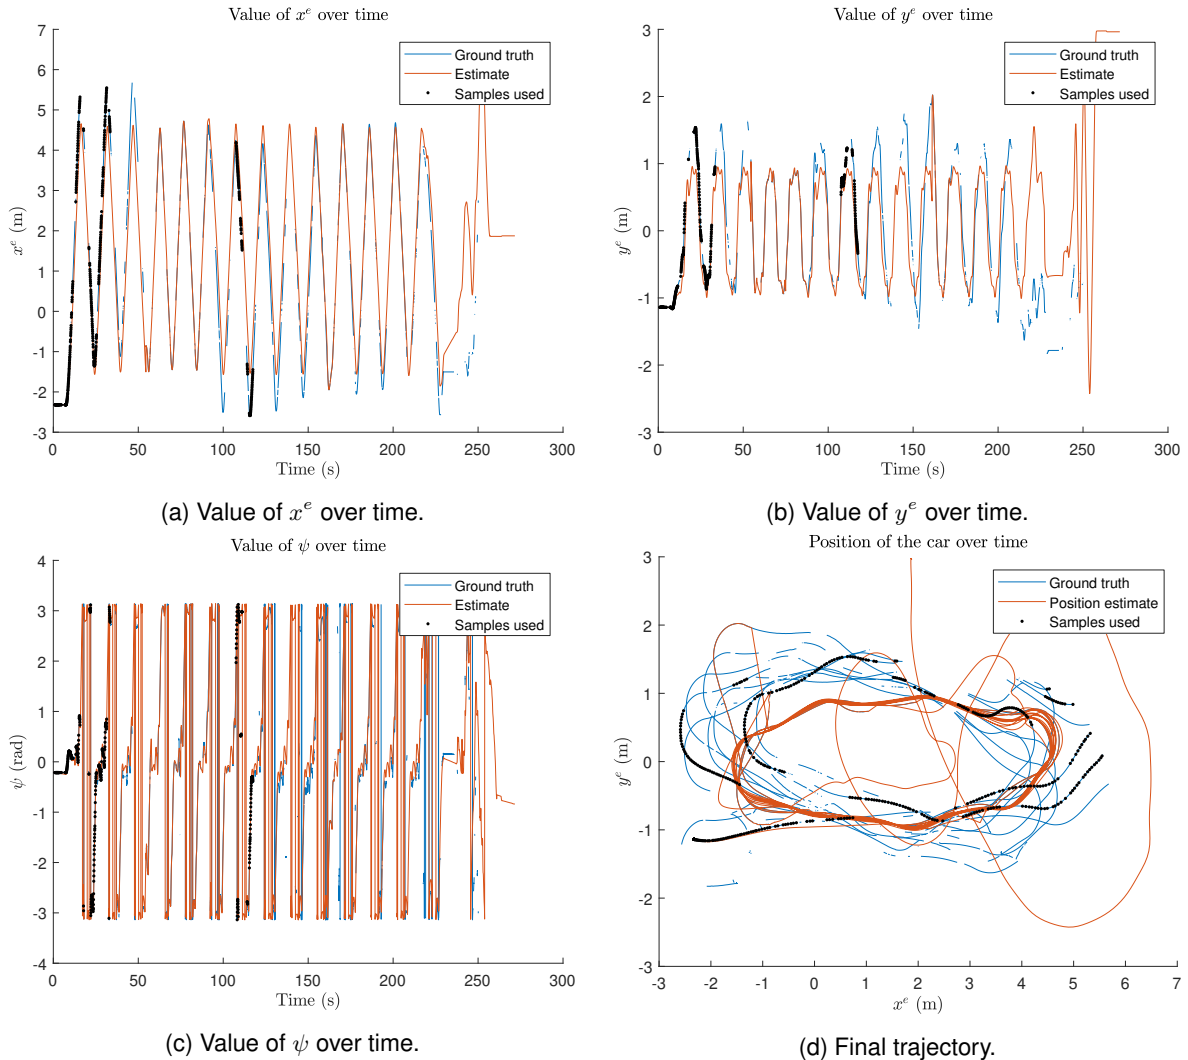 Value of x^e over time
7
6
5
4
3
2
1
0
-1
-2
-3
x^e (m)
0 50 100 150 200 250 300
Time (s)
Ground truth
Estimate
Samples used
(a) Value of x^e over time.
Value of y^e over time
3
2
1
0
-1
-2
-3
y^e (m)
0 50 100 150 200 250 300
Time (s)
Ground truth
Estimate
Samples used
(b) Value of y^e over time.
Value of ψ over time
4
3
2
1
0
-1
-2
-3
-4
ψ (rad)
0 50 100 150 200 250 300
Time (s)
Ground truth
Estimate
Samples used
(c) Value of ψ over time.
Position of the car over time
3
2
1
0
-1
-2
-3
y^e (m)
-3 -2 -1 0 1 2 3 4 5 6 7
x^e (m)
Ground truth
Position estimate
Samples used
(d) Final trajectory.